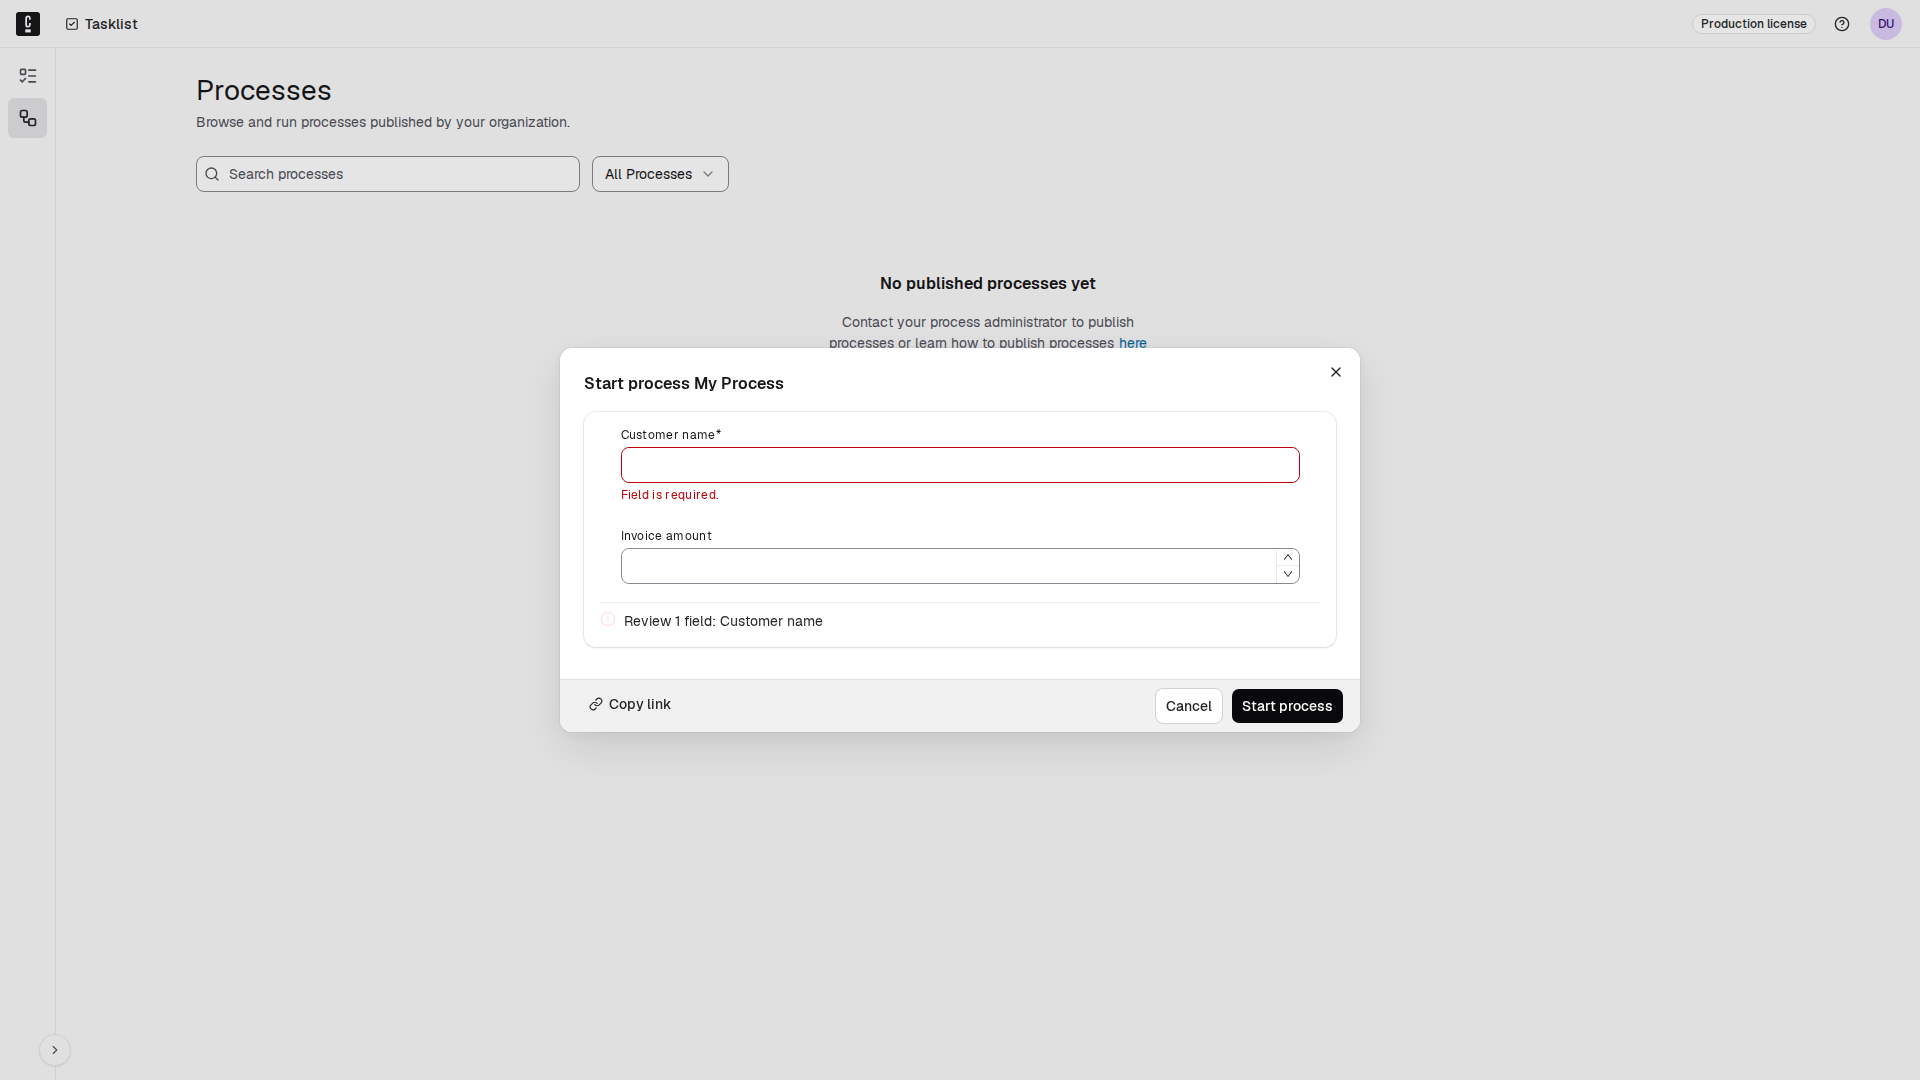 Tasklist
Production license
DU
Processes
Browse and run processes published by your organization.
Search processes
All Processes
No published processes yet
Contact your process administrator to publish
processes or learn how to publish processes here
Start process My Process
Customer name*
Field is required.
Invoice amount
Review 1 field: Customer name
Copy link
Cancel
Start process